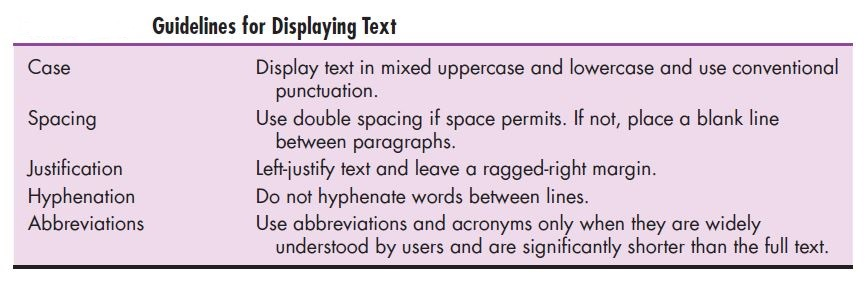 Guidelines for Displaying Text
Case Display text in mixed uppercase and lowercase and use conventional
punctuation.
Spacing Use double spacing if space permits. If not, place a blank line
between paragraphs.
Justification Left-justify text and leave a ragged-right margin.
Hyphenation Do not hyphenate words between lines.
Abbreviations Use abbreviations and acronyms only when they are widely
understood by users and are significantly shorter than the full text.